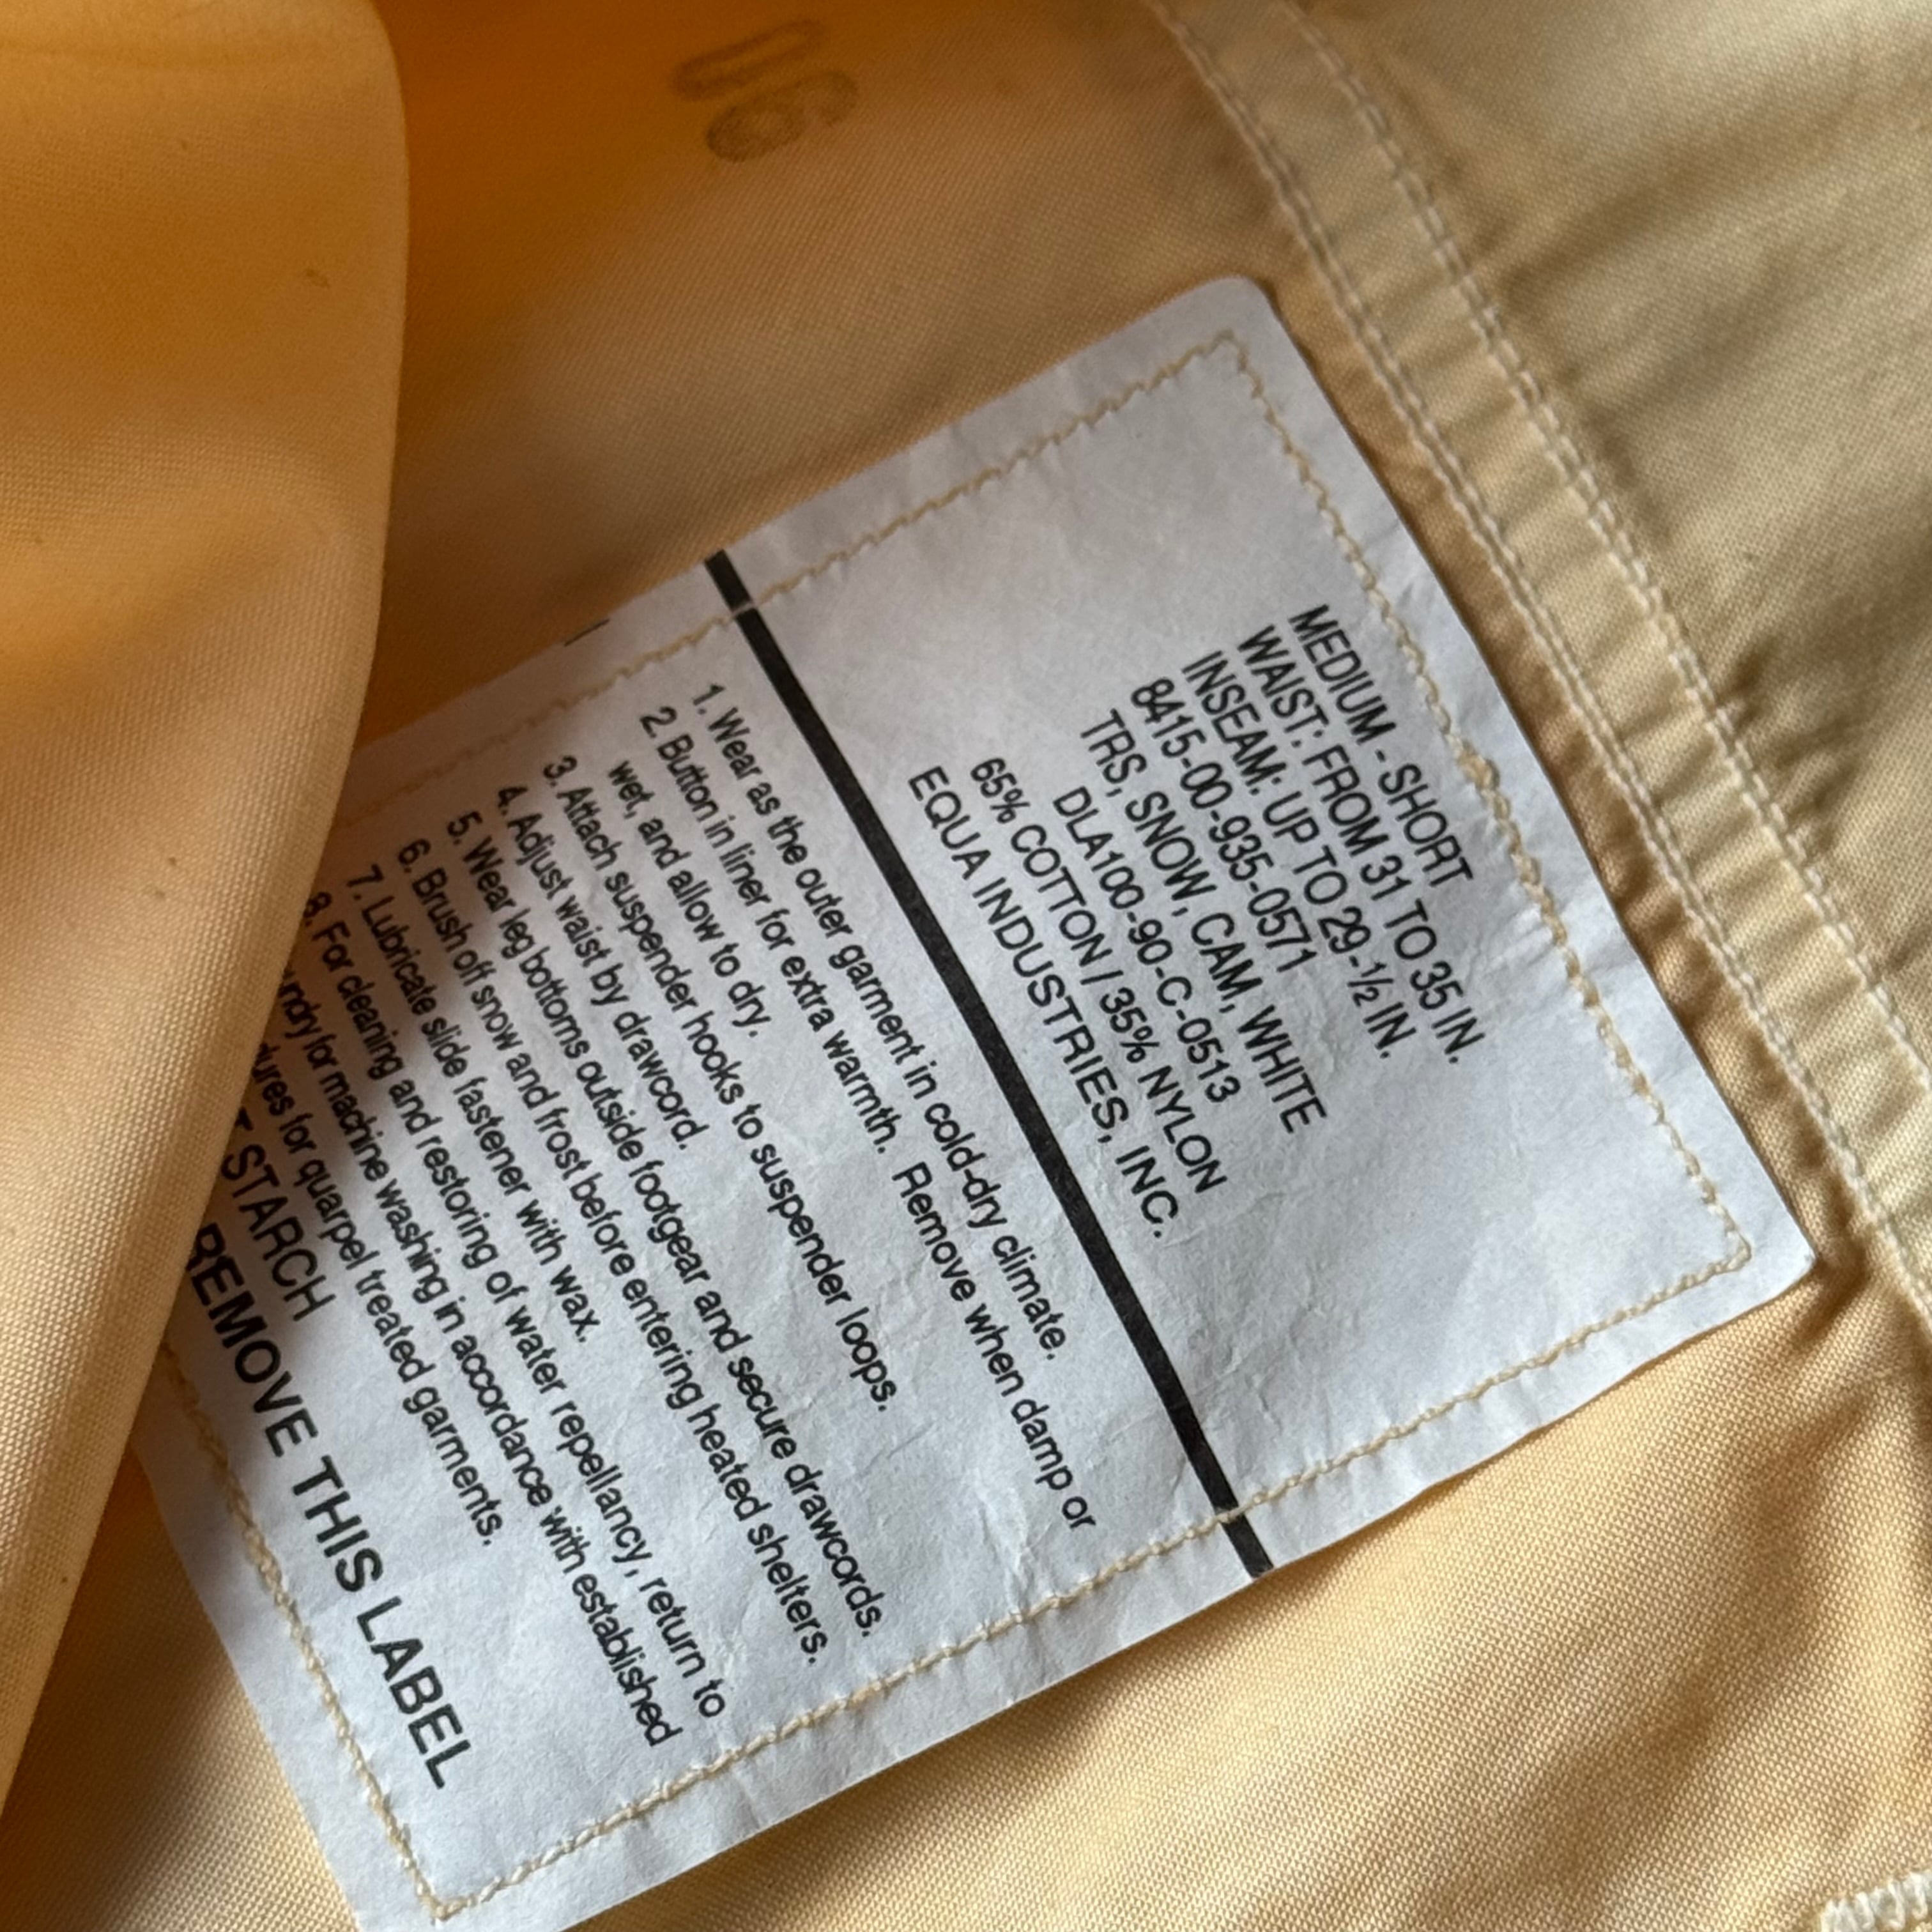 06
MEDIUM - SHORT
WAIST: FROM 31 TO 35 IN.
INSEAM: UP TO 29-½ IN.
8415-00-935-0571
TRS, SNOW, CAM, WHITE
DLA100-90-C-0513
65% COTTON / 35% NYLON
EQUA INDUSTRIES, INC.
1. Wear as the outer garment in cold-dry climate.
2. Button in liner for extra warmth. Remove when damp or
wet, and allow to dry.
3. Attach suspender hooks to suspender loops.
4. Adjust waist by drawcord.
5. Wear leg bottoms outside footgear and secure drawcords.
6. Brush off snow and frost before entering heated shelters.
7. Lubricate slide fastener with wax.
8. For cleaning and restoring of water repellancy, return to
for machine washing in accordance with established
for quarpel treated garments.
STARCH
REMOVE THIS LABEL